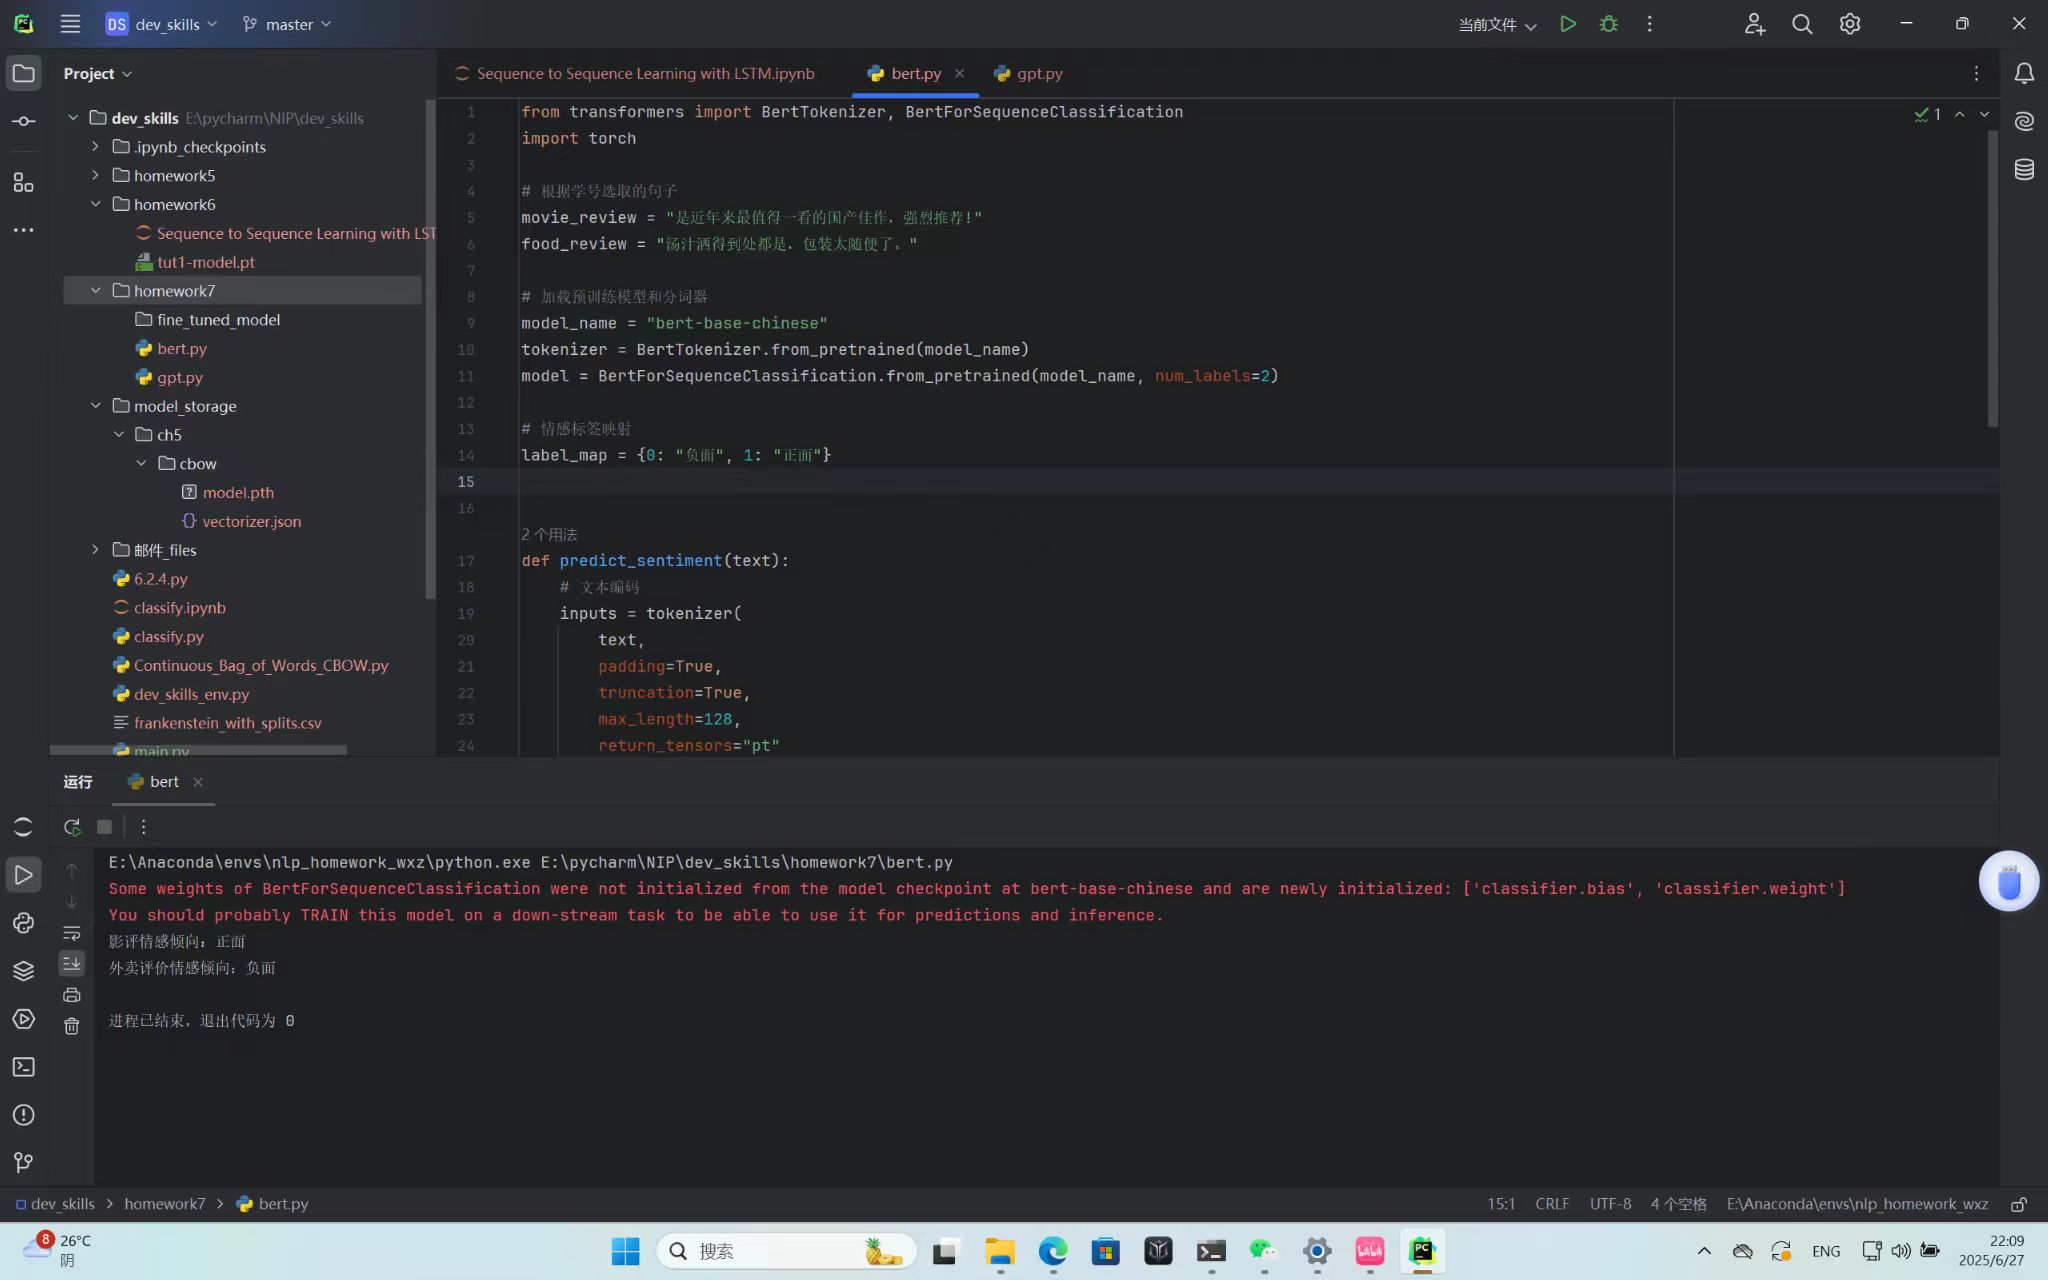 DS dev_skills master 当前文件
Project
dev_skills E:\pycharm\NIP\dev_skills
.ipynb_checkpoints
homework5
homework6
Sequence to Sequence Learning with LST
tut1-model.pt
homework7
fine_tuned_model
bert.py
gpt.py
model_storage
ch5
cbow
model.pth
vectorizer.json
邮件_files
6.2.4.py
classify.ipynb
classify.py
Continuous_Bag_of_Words_CBOW.py
dev_skills_env.py
frankenstein_with_splits.csv
main.py
Sequence to Sequence Learning with LSTM.ipynb bert.py gpt.py
1
1 from transformers import BertTokenizer, BertForSequenceClassification
2 import torch
3
4 # 根据学号选取的句子
5 movie_review = "是近年来最值得一看的国产佳作，强烈推荐！"
6 food_review = "汤汁洒得到处都是，包装太随便了。"
7
8 # 加载预训练模型和分词器
9 model_name = "bert-base-chinese"
10 tokenizer = BertTokenizer.from_pretrained(model_name)
11 model = BertForSequenceClassification.from_pretrained(model_name, num_labels=2)
12
13 # 情感标签映射
14 label_map = {0: "负面", 1: "正面"}
15
16
2 个用法
17 def predict_sentiment(text):
18 # 文本编码
19 inputs = tokenizer(
20 text,
21 padding=True,
22 truncation=True,
23 max_length=128,
24 return_tensors="pt"
运行 bert
E:\Anaconda\envs\nlp_homework_wxz\python.exe E:\pycharm\NIP\dev_skills\homework7\bert.py
Some weights of BertForSequenceClassification were not initialized from the model checkpoint at bert-base-chinese and are newly initialized: ['classifier.bias', 'classifier.weight']
You should probably TRAIN this model on a down-stream task to be able to use it for predictions and inference.
影评情感倾向：正面
外卖评价情感倾向：负面
进程已结束，退出代码为 0
dev_skills homework7 bert.py 15:1 CRLF UTF-8 4 个空格 E:\Anaconda\envs\nlp_homework_wxz
8 26°C
阴
搜索
ENG
22:09
2025/6/27